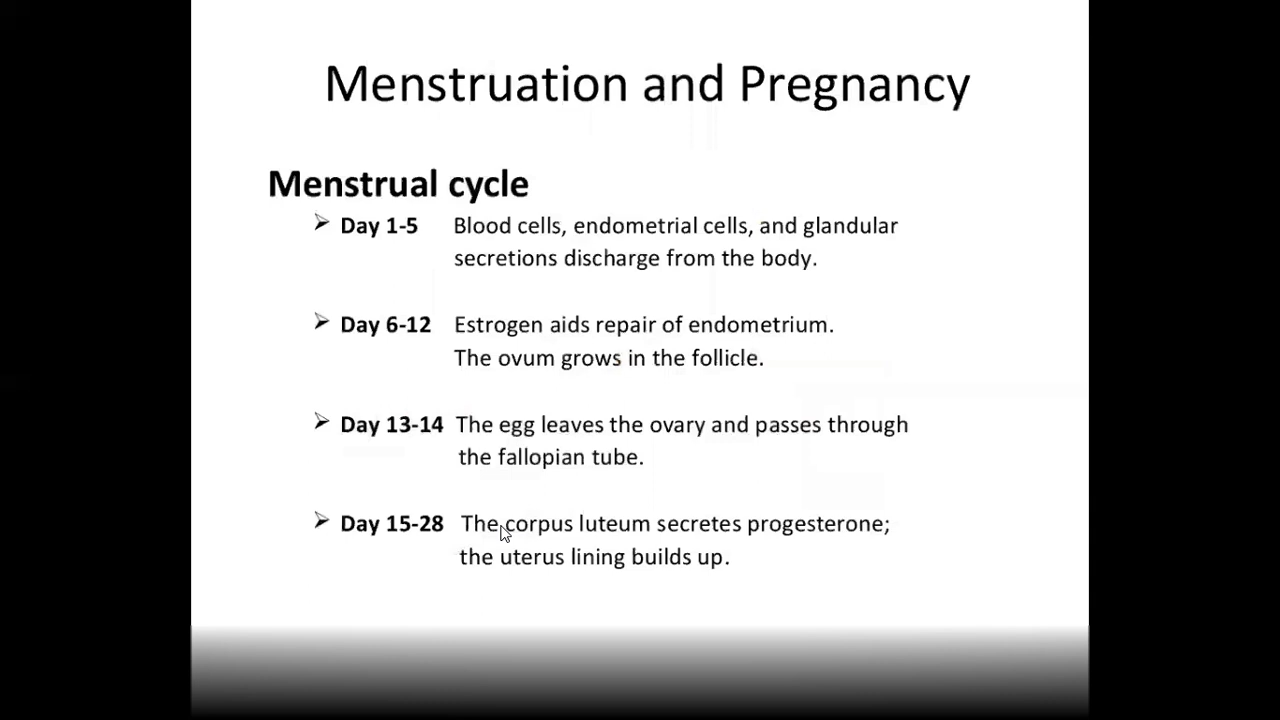 Menstruation and Pregnancy
Menstrual cycle
Day 1-5 Blood cells, endometrial cells, and glandular
secretions discharge from the body.
Day 6-12 Estrogen aids repair of endometrium.
The ovum grows in the follicle.
Day 13-14 The egg leaves the ovary and passes through
the fallopian tube.
Day 15-28 The corpus luteum secretes progesterone;
the uterus lining builds up.